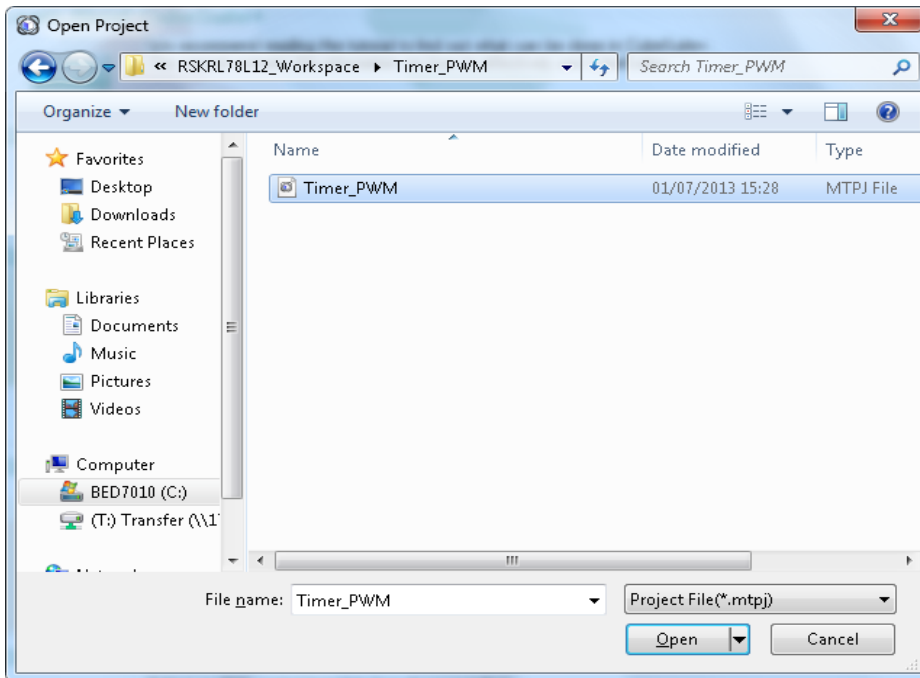 Open Project
« RSKRL78L12_Workspace Timer_PWM
Search Timer_PWM
Organize
New folder
Favorites
Desktop
Downloads
Recent Places
Libraries
Documents
Music
Pictures
Videos
Computer
BED7010 (C:)
(T:) Transfer (\\1
Name Date modified Type
Timer_PWM 01/07/2013 15:28 MTPJ File
File name: Timer_PWM
Project File(*.mtpj)
Open
Cancel